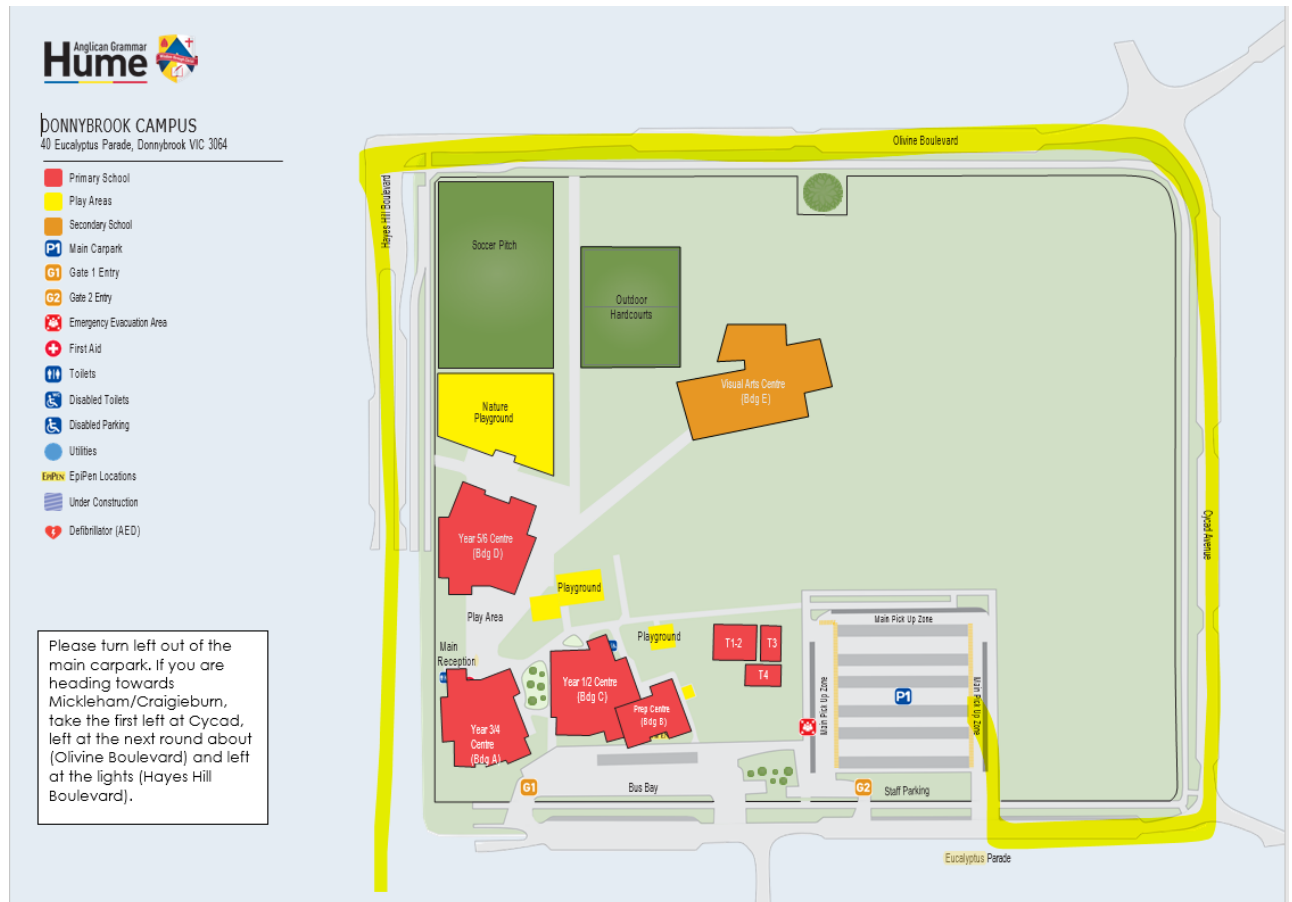 Anglican Grammar
Hume
DONNYBROOK CAMPUS
40 Eucalyptus Parade, Donnybrook VIC 3064
Primary School
Play Areas
Secondary School
P1 Main Carpark
G1 Gate 1 Entry
G2 Gate 2 Entry
Emergency Evacuation Area
First Aid
Toilets
Disabled Toilets
Disabled Parking
Utilities
EPIPEN EpiPen Locations
Under Construction
Defibrillator (AED)
Please turn left out of the
main carpark. If you are
heading towards
Mickleham/Craigieburn,
take the first left at Cycad,
left at the next round about
(Olivine Boulevard) and left
at the lights (Hayes Hill
Boulevard).
Olivine Boulevard
Hayes Hill Boulevard
Soccer Pitch
Outdoor
Hardcourts
Visual Arts Centre
(Bdg E)
Nature
Playground
Cycad Avenue
Year 5/6 Centre
(Bdg D)
Playground
Play Area
Main
Reception
Playground
T1-2
T3
T4
Year 1/2 Centre
(Bdg C)
Prep Centre
(Bdg B)
Year 3/4
Centre
(Bdg A)
Main Pick Up Zone
Main Pick Up Zone
Main Pick Up Zone
P1
G1
Bus Bay
G2
Staff Parking
Eucalyptus Parade